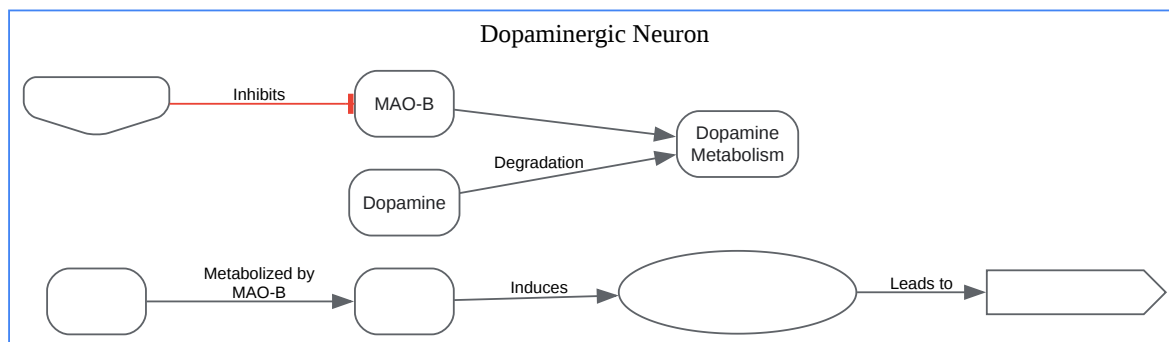 Dopaminergic Neuron
Inhibits
MAO-B
Dopamine
Metabolism
Degradation
Dopamine
Metabolized by
MAO-B
Induces
Leads to